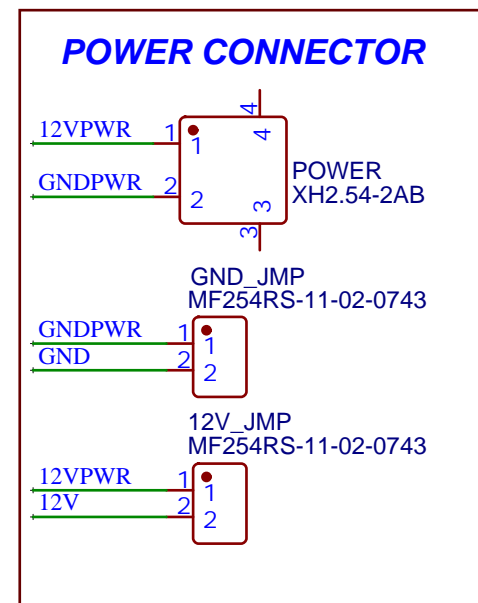 POWER CONNECTOR
4
4
12VPWR 1 1
POWER
GNDPWR 2 2
XH2.54-2AB
3
3
GND_JMP
MF254RS-11-02-0743
GNDPWR 1 1
GND 2 2
12V_JMP
MF254RS-11-02-0743
12VPWR 1 1
12V 2 2